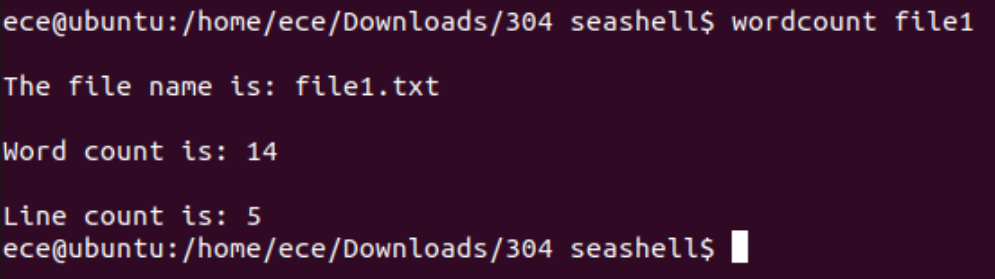 ece@ubuntu:/home/ece/Downloads/304 seashell$ wordcount file1
The file name is: file1.txt
Word count is: 14
Line count is: 5
ece@ubuntu:/home/ece/Downloads/304 seashell$